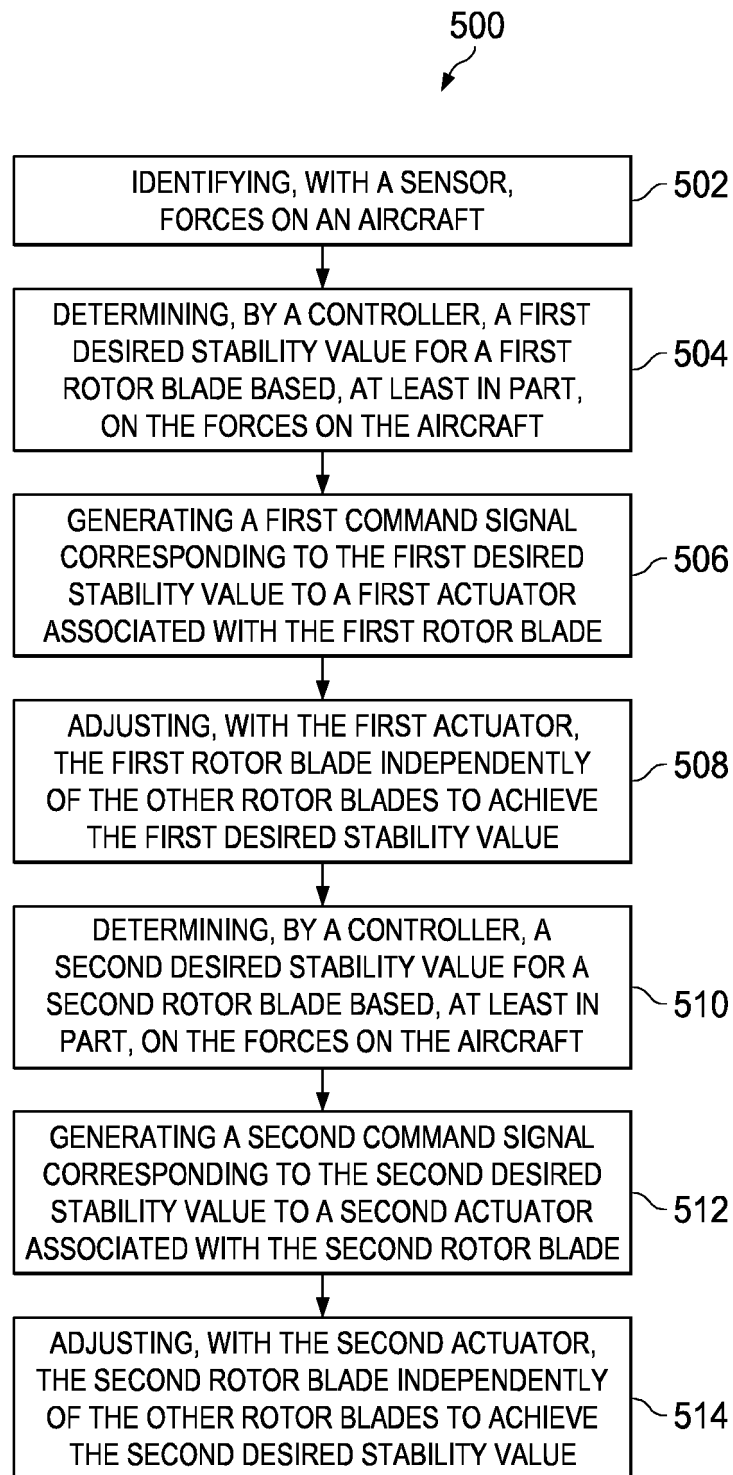 500
IDENTIFYING, WITH A SENSOR,
FORCES ON AN AIRCRAFT
502
DETERMINING, BY A CONTROLLER, A FIRST
DESIRED STABILITY VALUE FOR A FIRST
ROTOR BLADE BASED, AT LEAST IN PART,
ON THE FORCES ON THE AIRCRAFT
504
GENERATING A FIRST COMMAND SIGNAL
CORRESPONDING TO THE FIRST DESIRED
STABILITY VALUE TO A FIRST ACTUATOR
ASSOCIATED WITH THE FIRST ROTOR BLADE
506
ADJUSTING, WITH THE FIRST ACTUATOR,
THE FIRST ROTOR BLADE INDEPENDENTLY
OF THE OTHER ROTOR BLADES TO ACHIEVE
THE FIRST DESIRED STABILITY VALUE
508
DETERMINING, BY A CONTROLLER, A
SECOND DESIRED STABILITY VALUE FOR A
SECOND ROTOR BLADE BASED, AT LEAST IN
PART, ON THE FORCES ON THE AIRCRAFT
510
GENERATING A SECOND COMMAND SIGNAL
CORRESPONDING TO THE SECOND DESIRED
STABILITY VALUE TO A SECOND ACTUATOR
ASSOCIATED WITH THE SECOND ROTOR BLADE
512
ADJUSTING, WITH THE SECOND ACTUATOR,
THE SECOND ROTOR BLADE INDEPENDENTLY
OF THE OTHER ROTOR BLADES TO ACHIEVE
THE SECOND DESIRED STABILITY VALUE
514